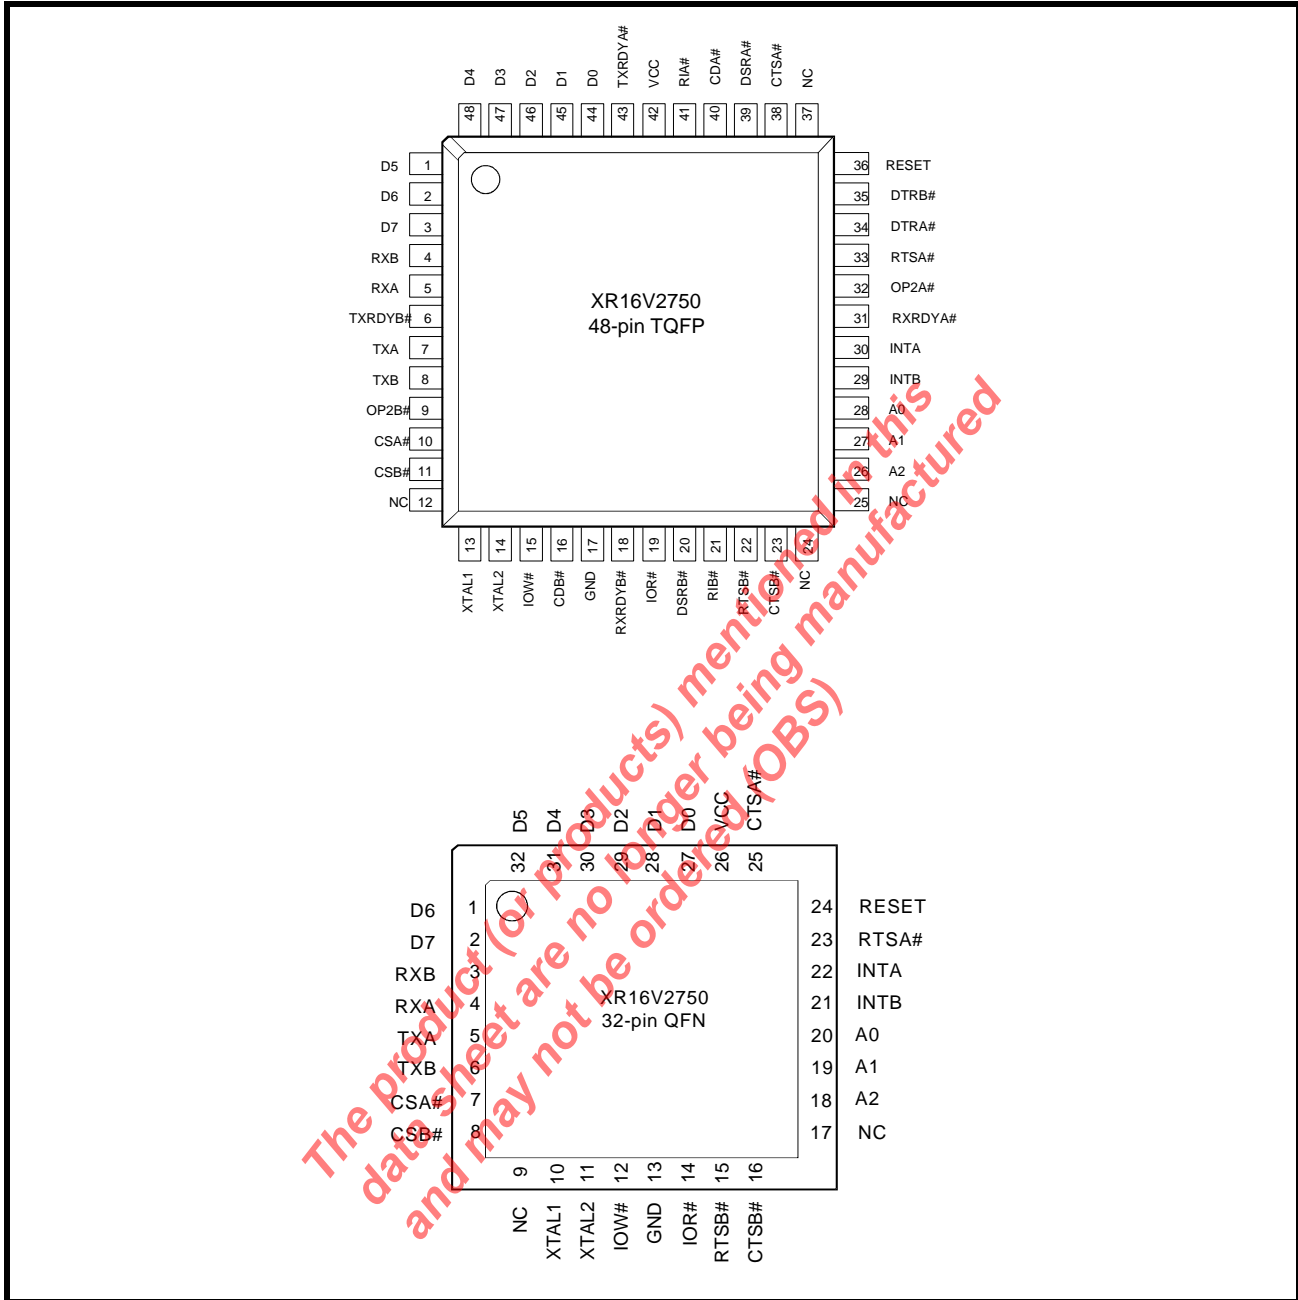 D4 D3 D2 D1 D0 TXRDYA# VCC RIA# CDA# DSRA# CTSA# NC
48 47 46 45 44 43 42 41 40 39 38 37
D5 1 36 RESET
D6 2 35 DTRB#
D7 3 34 DTRA#
RXB 4 33 RTSA#
RXA 5 32 OP2A#
TXRDYB# 6 31 RXRDYA#
TXA 7 30 INTA
TXB 8 29 INTB
OP2B# 9 28 A0
CSA# 10 27 A1
CSB# 11 26 A2
NC 12 25 NC
XR16V2750
48-pin TQFP
13 14 15 16 17 18 19 20 21 22 23 24
XTAL1 XTAL2 IOW# CDB# GND RXRDYB# IOR# DSRB# RIB# RTSB# CTSB# NC
D5 D4 D3 D2 D1 D0 VCC CTSA#
32 31 30 29 28 27 26 25
D6 1 24 RESET
D7 2 23 RTSA#
RXB 3 22 INTA
RXA 4 21 INTB
TXA 5 20 A0
TXB 6 19 A1
CSA# 7 18 A2
CSB# 8 17 NC
XR16V2750
32-pin QFN
9 10 11 12 13 14 15 16
NC XTAL1 XTAL2 IOW# GND IOR# RTSB# CTSB#
The product (or products) mentioned in this
data sheet are no longer being manufactured
and may not be ordered (OBS)